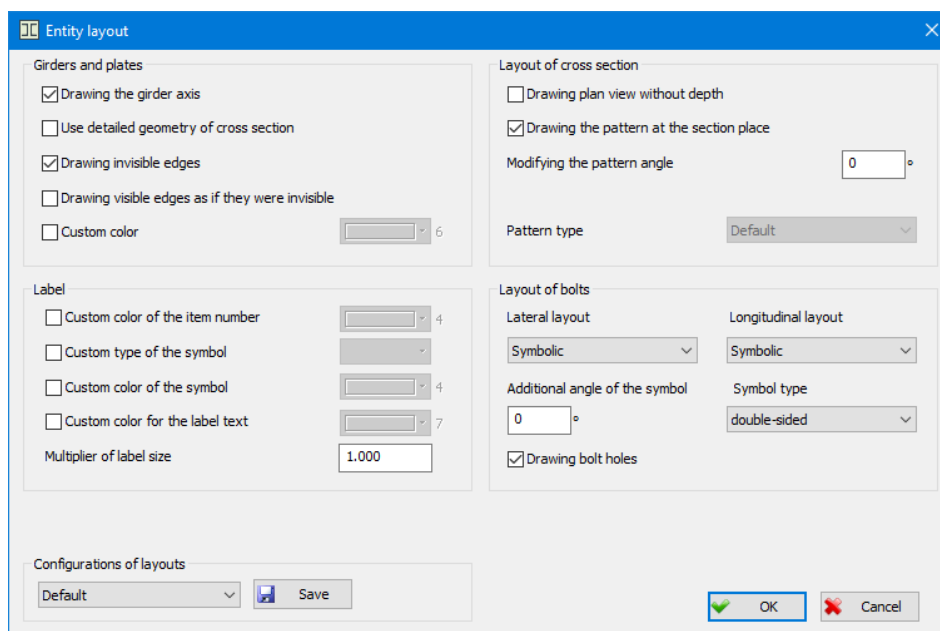 Entity layout
Girders and plates
Drawing the girder axis
Use detailed geometry of cross section
Drawing invisible edges
Drawing visible edges as if they were invisible
Custom color 6
Layout of cross section
Drawing plan view without depth
Drawing the pattern at the section place
Modifying the pattern angle 0 °
Pattern type Default
Label
Custom color of the item number 4
Custom type of the symbol
Custom color of the symbol 4
Custom color for the label text 7
Multiplier of label size 1.000
Layout of bolts
Lateral layout Longitudinal layout
Symbolic Symbolic
Additional angle of the symbol Symbol type
0 ° double-sided
Drawing bolt holes
Configurations of layouts
Default Save
OK Cancel